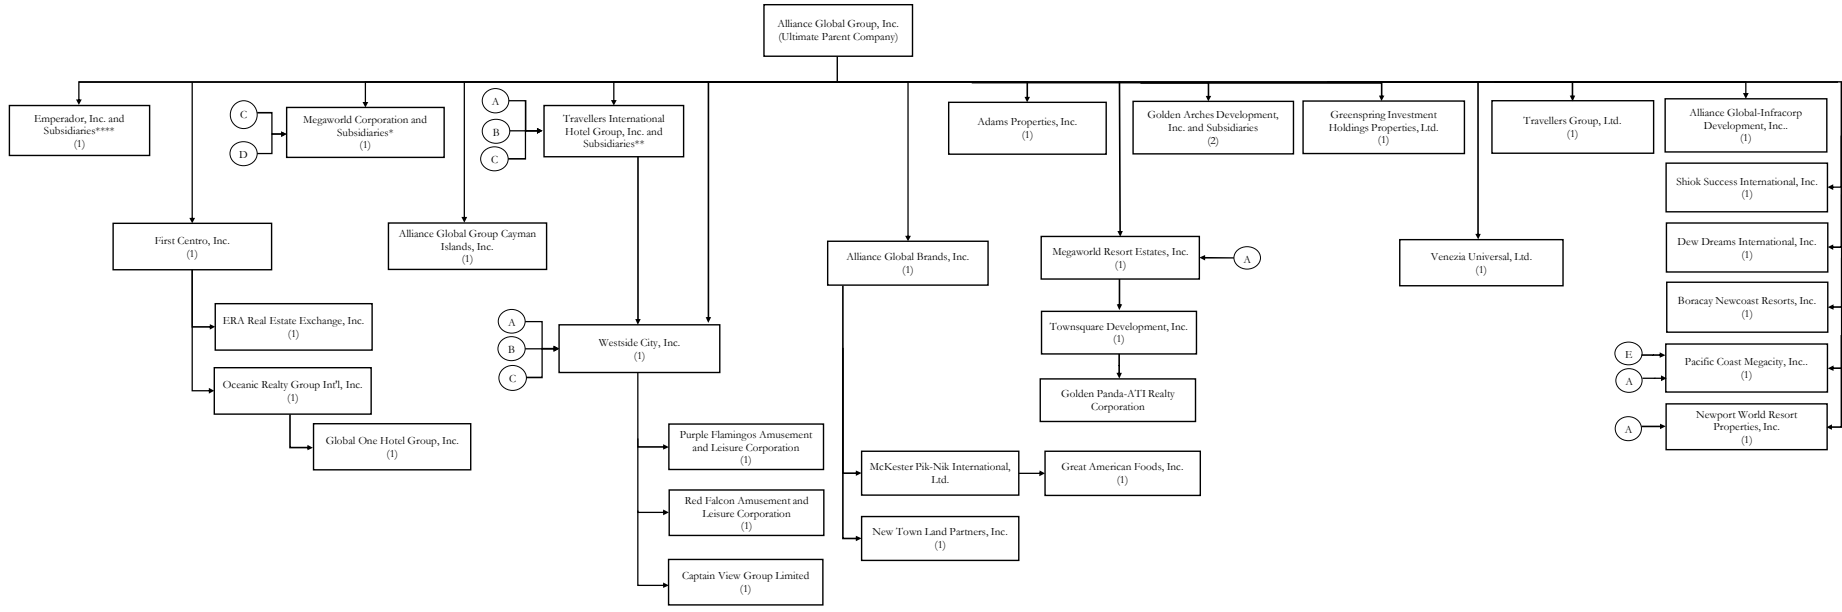 Alliance Global Group, Inc.
(Ultimate Parent Company)
Emperador, Inc. and
Subsidiaries****
(1)
C
D
Megaworld Corporation and
Subsidiaries*
(1)
A
B
C
Travellers International
Hotel Group, Inc. and
Subsidiaries**
Adams Properties, Inc.
(1)
Golden Arches Development,
Inc. and Subsidiaries
(2)
Greenspring Investment
Holdings Properties, Ltd.
(1)
Travellers Group, Ltd.
(1)
Alliance Global-Infracorp
Development, Inc..
(1)
Shiok Success International, Inc.
(1)
First Centro, Inc.
(1)
Alliance Global Group Cayman
Islands, Inc.
(1)
Alliance Global Brands, Inc.
(1)
Megaworld Resort Estates, Inc.
(1)
A
Venezia Universal, Ltd.
(1)
Dew Dreams International, Inc.
(1)
ERA Real Estate Exchange, Inc.
(1)
A
B
C
Westside City, Inc.
(1)
Townsquare Development, Inc.
(1)
Boracay Newcoast Resorts, Inc.
(1)
Oceanic Realty Group Int'l, Inc.
(1)
Golden Panda-ATI Realty
Corporation
E
A
Pacific Coast Megacity, Inc..
(1)
Global One Hotel Group, Inc.
(1)
Purple Flamingos Amusement
and Leisure Corporation
(1)
A
Newport World Resort
Properties, Inc.
(1)
McKester Pik-Nik International,
Ltd.
Great American Foods, Inc.
(1)
Red Falcon Amusement and
Leisure Corporation
(1)
New Town Land Partners, Inc.
(1)
Captain View Group Limited
(1)